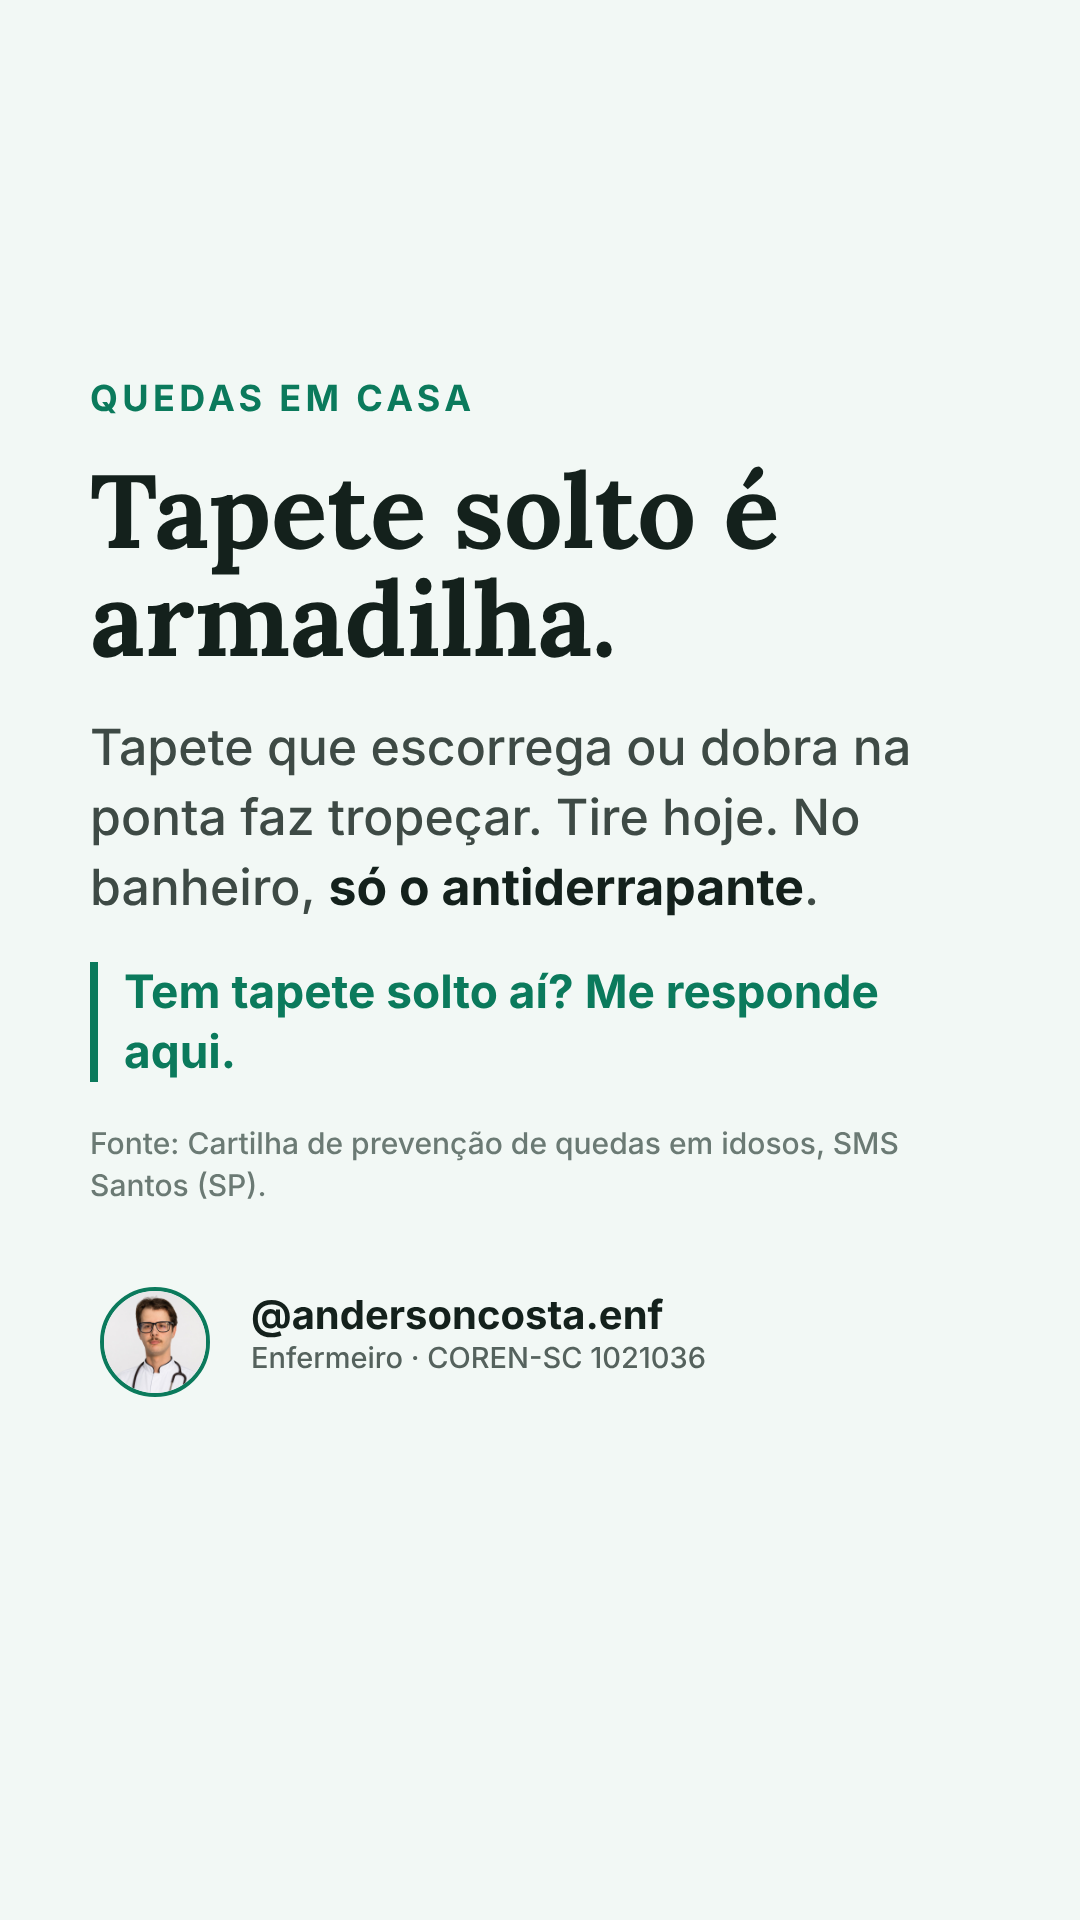 QUEDAS EM CASA
Tapete solto é
armadilha.
Tapete que escorrega ou dobra na
ponta faz tropeçar. Tire hoje. No
banheiro, só o antiderrapante.
Tem tapete solto aí? Me responde
aqui.
Fonte: Cartilha de prevenção de quedas em idosos, SMS
Santos (SP).
@andersoncosta.enf
Enfermeiro · COREN-SC 1021036